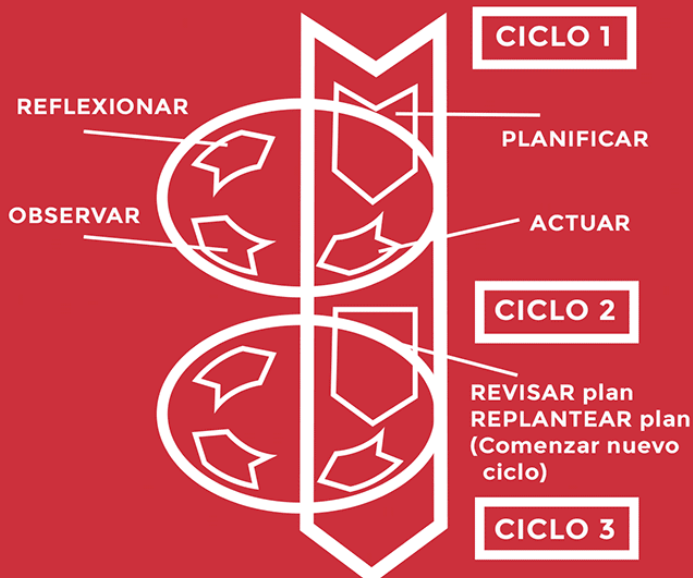 CICLO 1
REFLEXIONAR
PLANIFICAR
OBSERVAR
ACTUAR
CICLO 2
REVISAR plan
REPLANTEAR plan
(Comenzar nuevo
ciclo)
CICLO 3